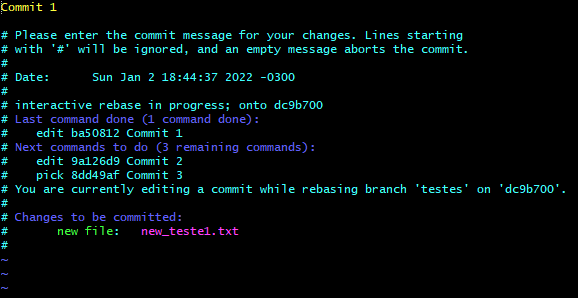 Commit 1

# Please enter the commit message for your changes. Lines starting
# with '#' will be ignored, and an empty message aborts the commit.
#
# Date:      Sun Jan 2 18:44:37 2022 -0300
#
# interactive rebase in progress; onto dc9b700
# Last command done (1 command done):
#    edit ba50812 Commit 1
# Next commands to do (3 remaining commands):
#    edit 9a126d9 Commit 2
#    pick 8dd49af Commit 3
# You are currently editing a commit while rebasing branch 'testes' on 'dc9b700'.
#
# Changes to be committed:
#       new file:   new_teste1.txt
#
~
~
~